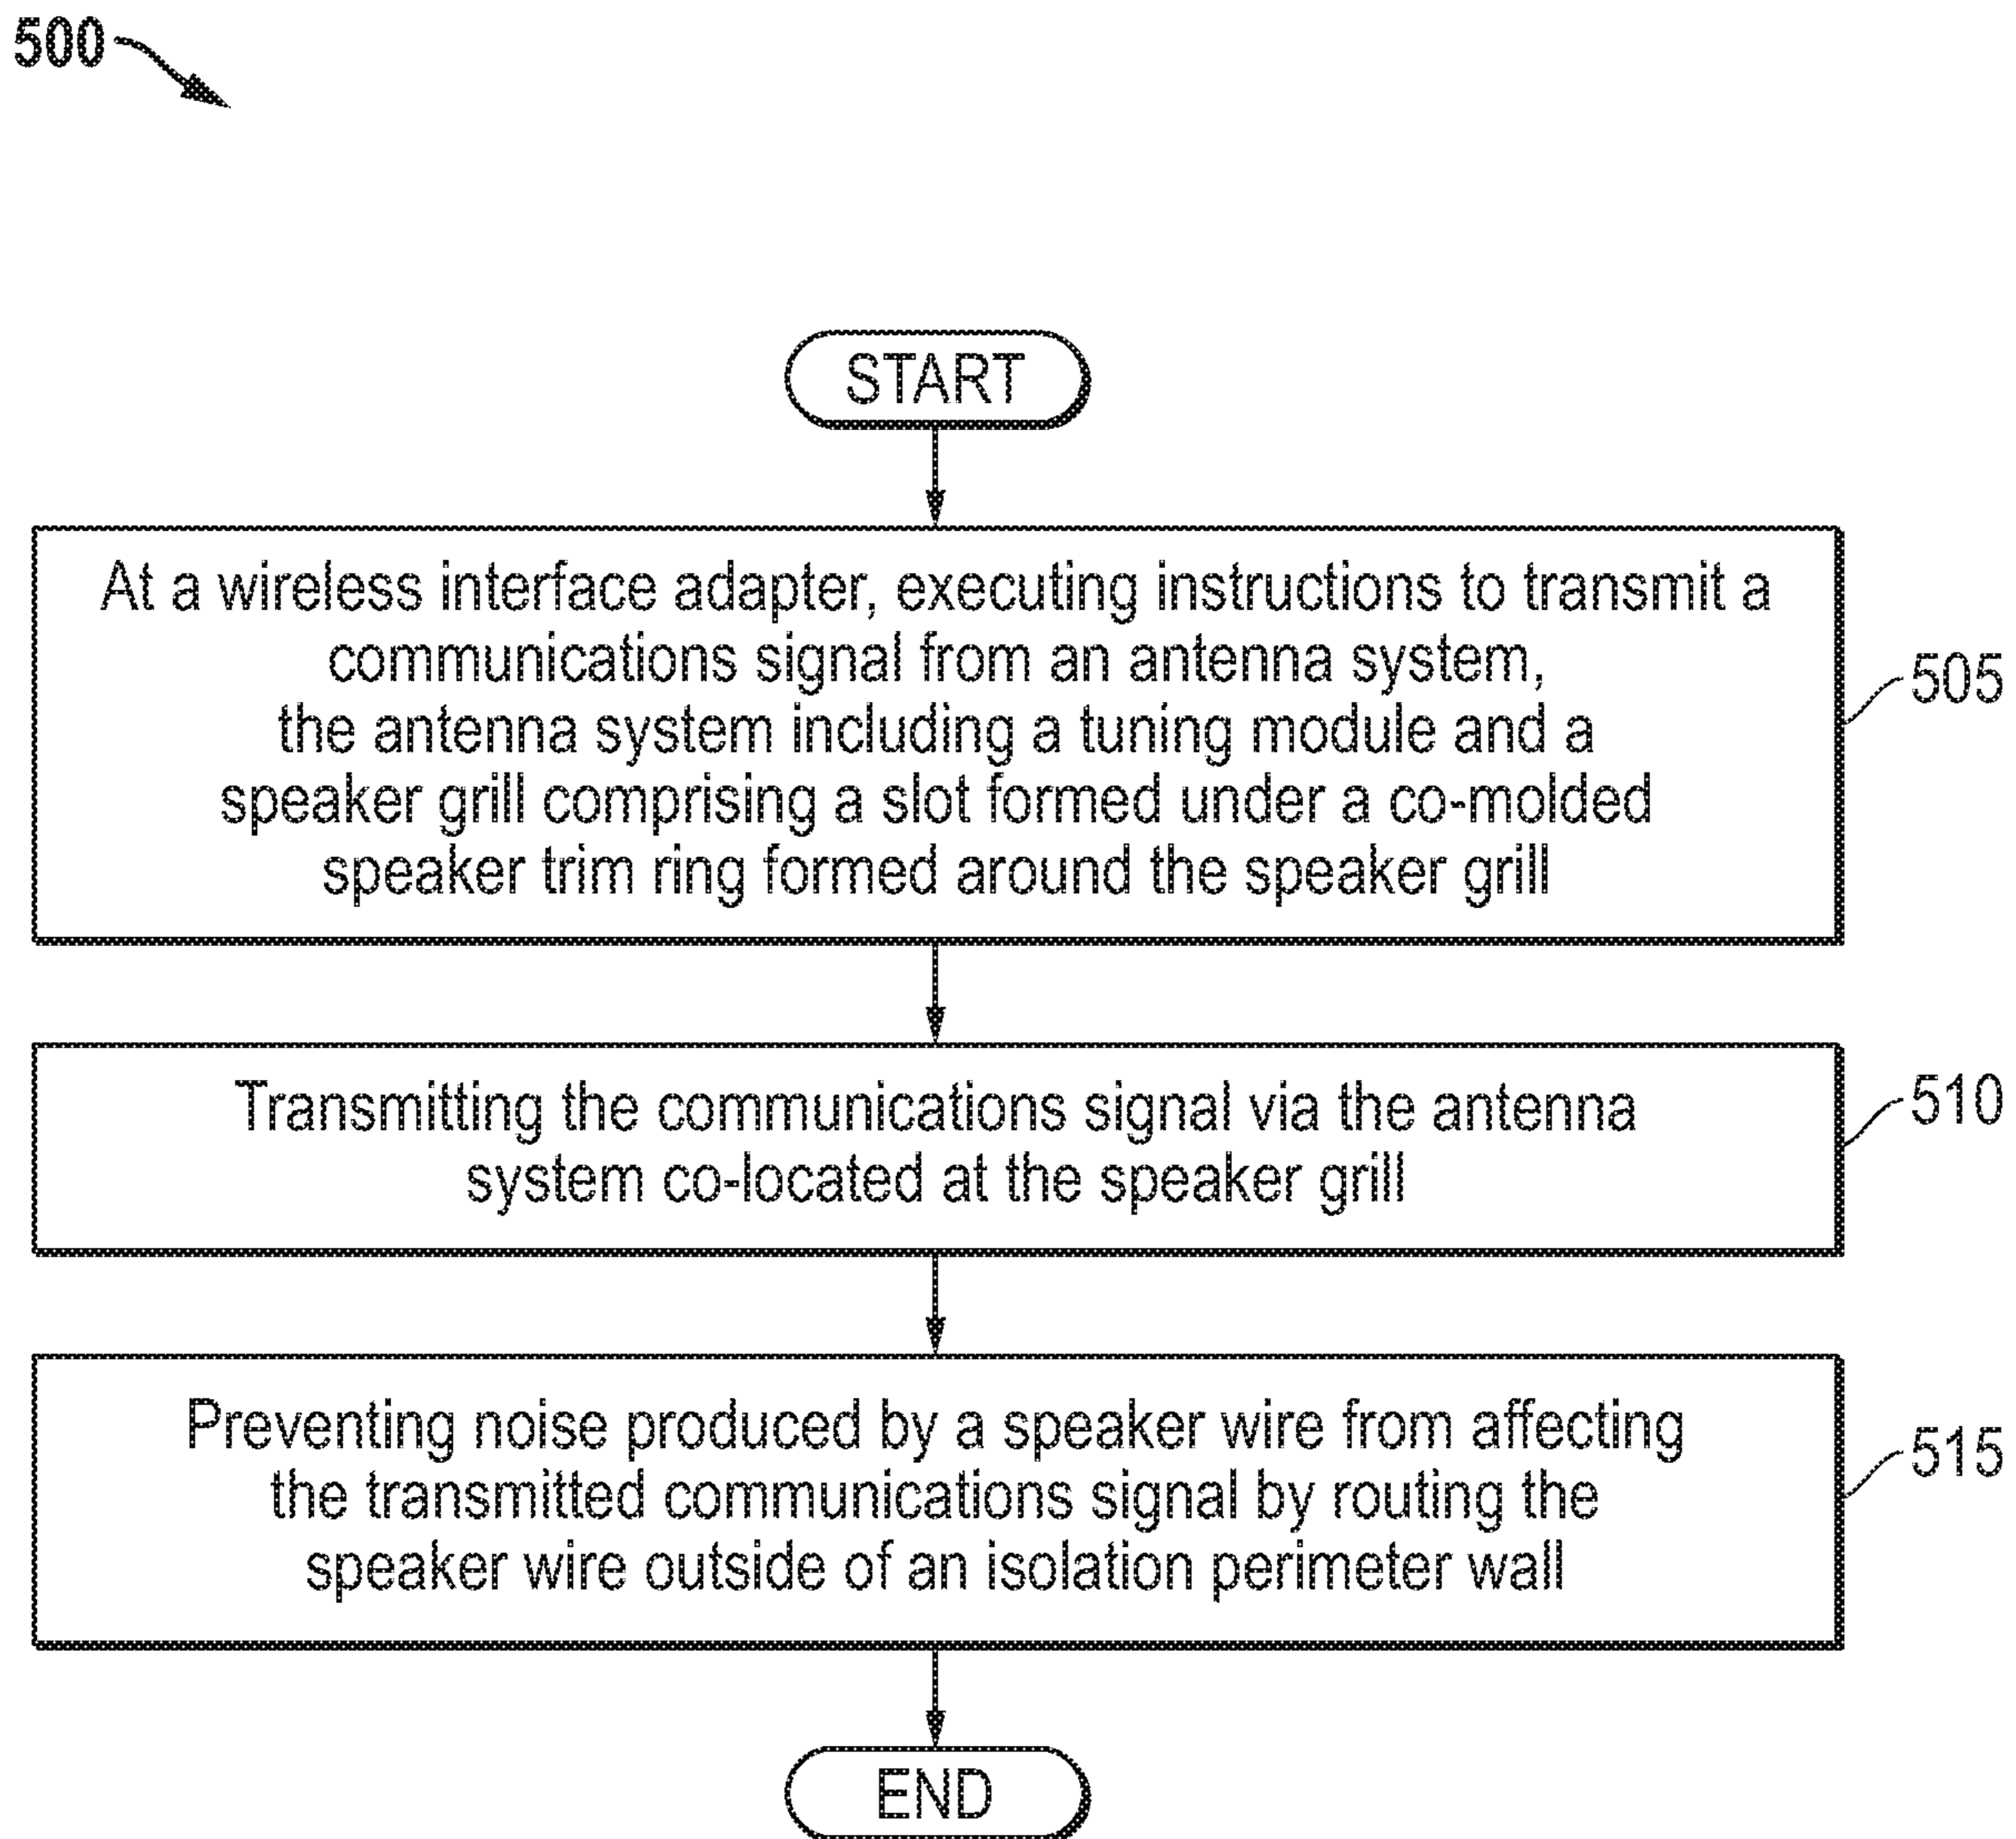 500
START
At a wireless interface adapter, executing instructions to transmit a
communications signal from an antenna system,
the antenna system including a tuning module and a
speaker grill comprising a slot formed under a co-molded
speaker trim ring formed around the speaker grill
505
Transmitting the communications signal via the antenna
system co-located at the speaker grill
510
Preventing noise produced by a speaker wire from affecting
the transmitted communications signal by routing the
speaker wire outside of an isolation perimeter wall
515
END